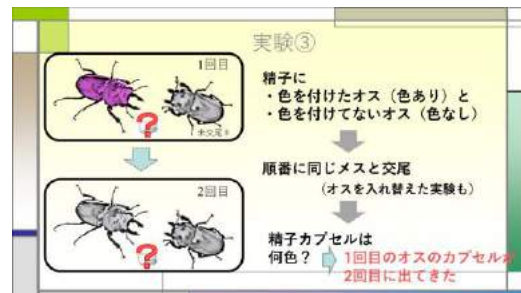 実験③
1回目
?
未交尾♀
2回目
?
精子に
・色を付けたオス（色あり）と
・色を付けてないオス（色なし）
順番に同じメスと交尾
（オスを入れ替えた実験も）
精子カプセルは
何色？
1回目のオスのカプセルが
2回目に出てきた